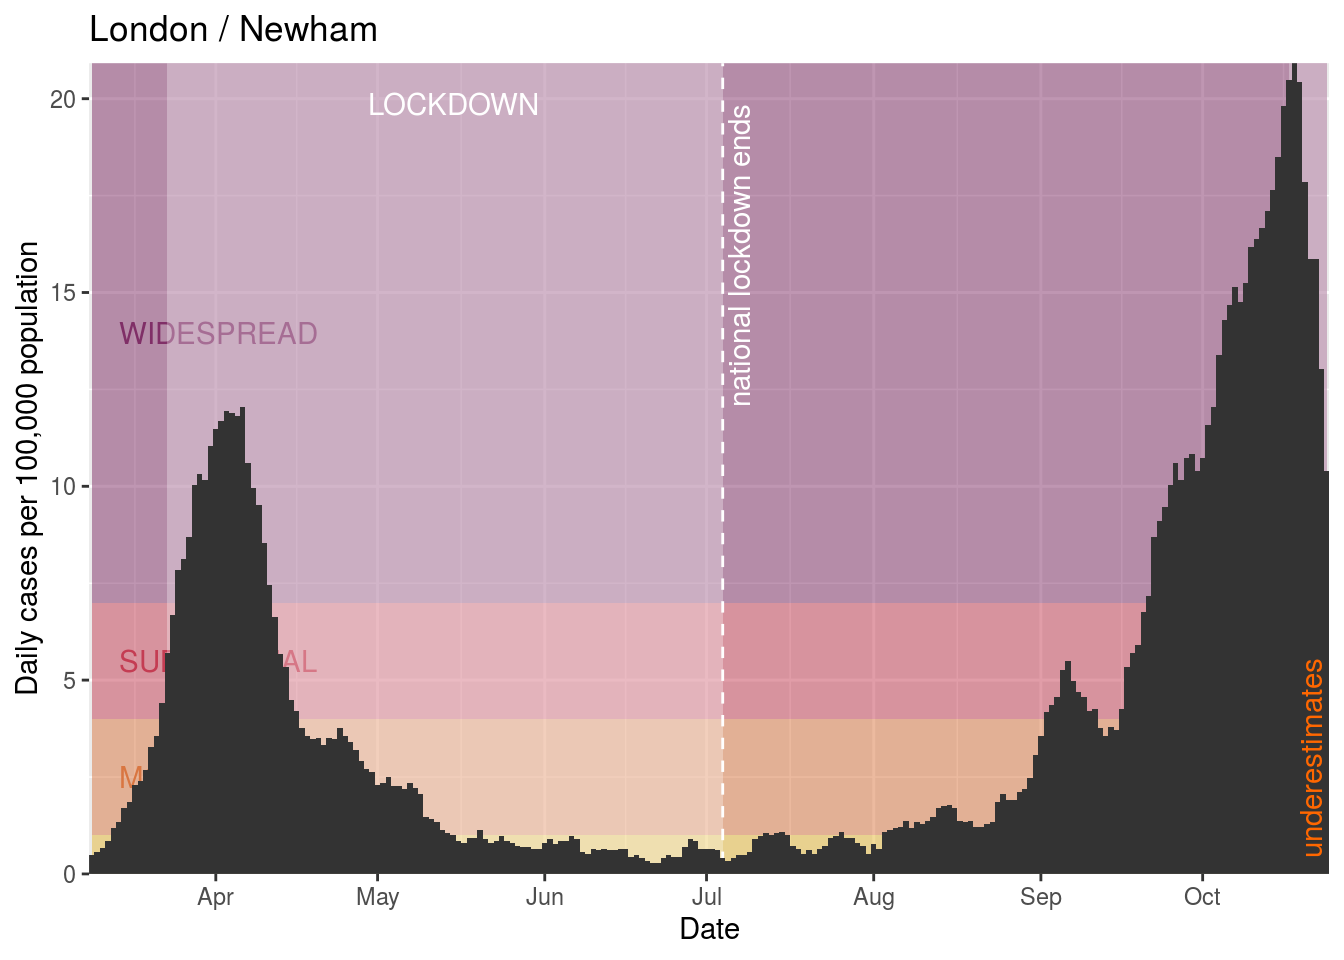 London / Newham
Daily cases per 100,000 population
20
15
10
5
0
LOCKDOWN
national lockdown ends
WIDESPREAD
underestimates
Apr
May
Jun
Jul
Aug
Sep
Oct
Date